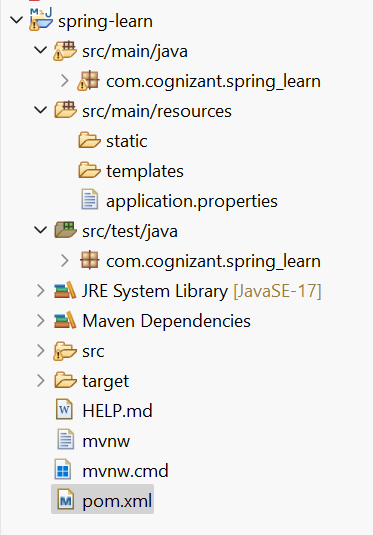 spring-learn
src/main/java
com.cognizant.spring_learn
src/main/resources
static
templates
application.properties
src/test/java
com.cognizant.spring_learn
JRE System Library [JavaSE-17]
Maven Dependencies
src
target
HELP.md
mvnw
mvnw.cmd
pom.xml